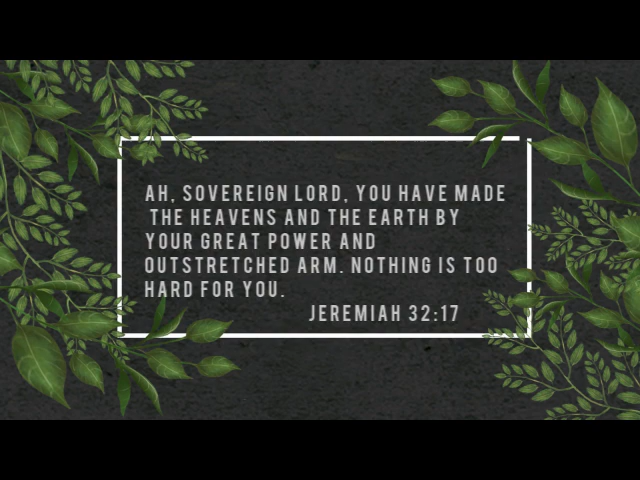 AH, SOVEREIGN LORD, YOU HAVE MADE
THE HEAVENS AND THE EARTH BY
YOUR GREAT POWER AND
OUTSTRETCHED ARM. NOTHING IS TOO
HARD FOR YOU.
JEREMIAH 32:17